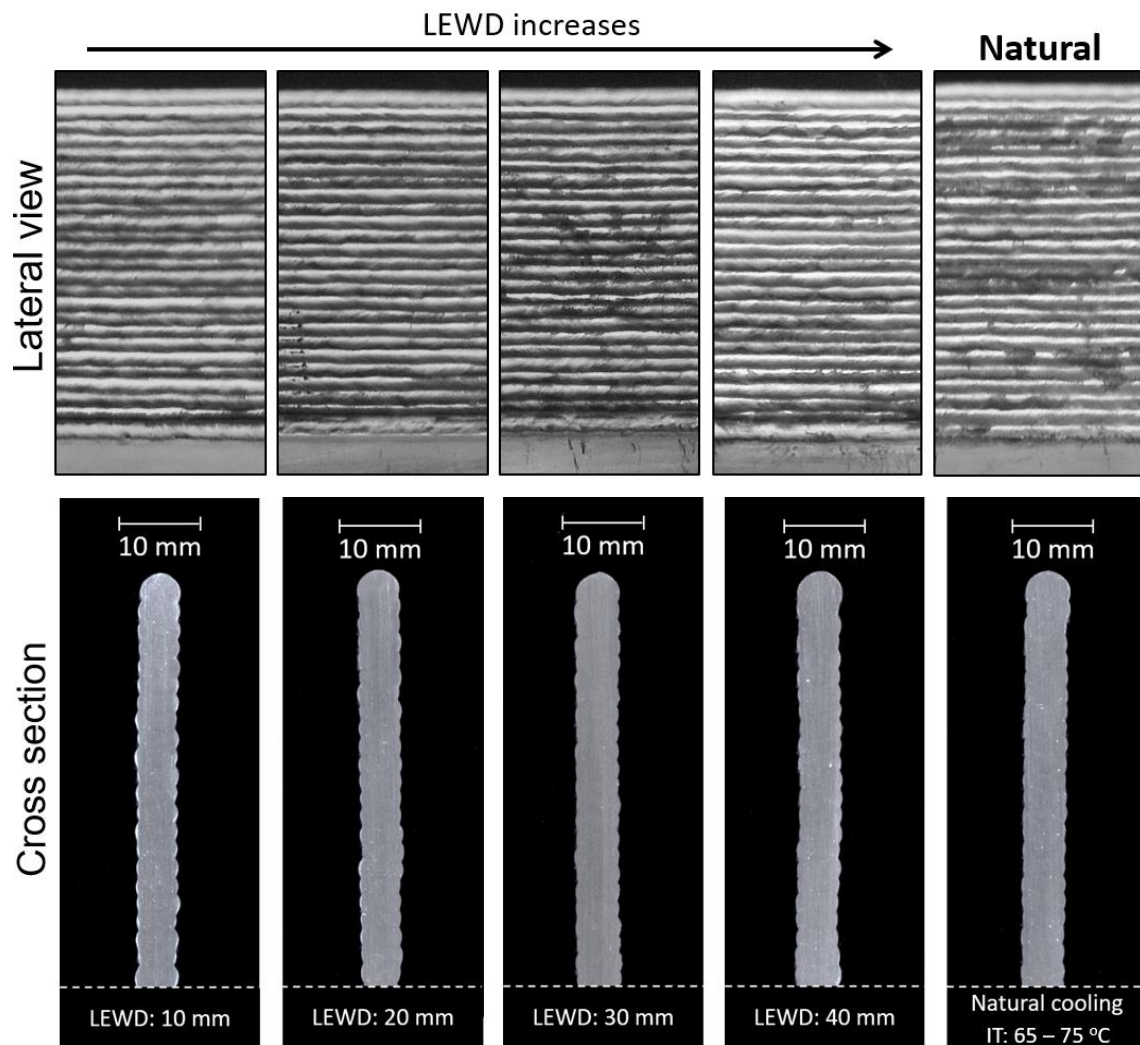 LEWD increases
Natural
Lateral view
10 mm
10 mm
10 mm
10 mm
10 mm
Cross section
LEWD: 10 mm
LEWD: 20 mm
LEWD: 30 mm
LEWD: 40 mm
Natural cooling
IT: 65 – 75 ºC